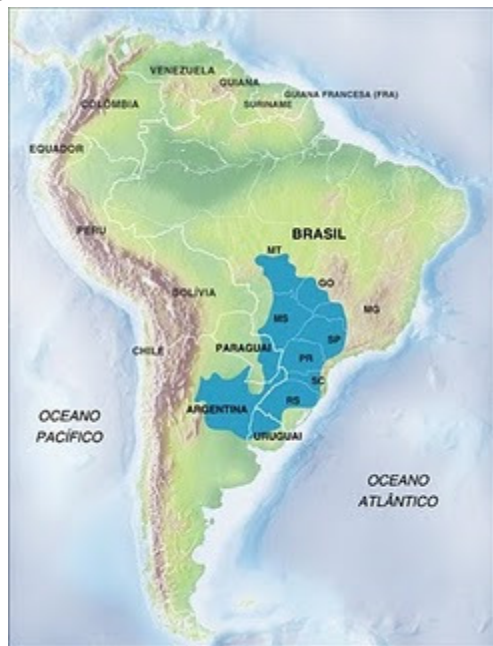 VENEZUELA
GUIANA
GUIANA FRANCESA (FRA)
SURINAME
COLÔMBIA
EQUADOR
PERU
BRASIL
MT
GO
BOLÍVIA
MS
MG
SP
CHILE
PARAGUAI
PR
SC
RS
ARGENTINA
OCEANO
PACÍFICO
URUGUAI
OCEANO
ATLÂNTICO